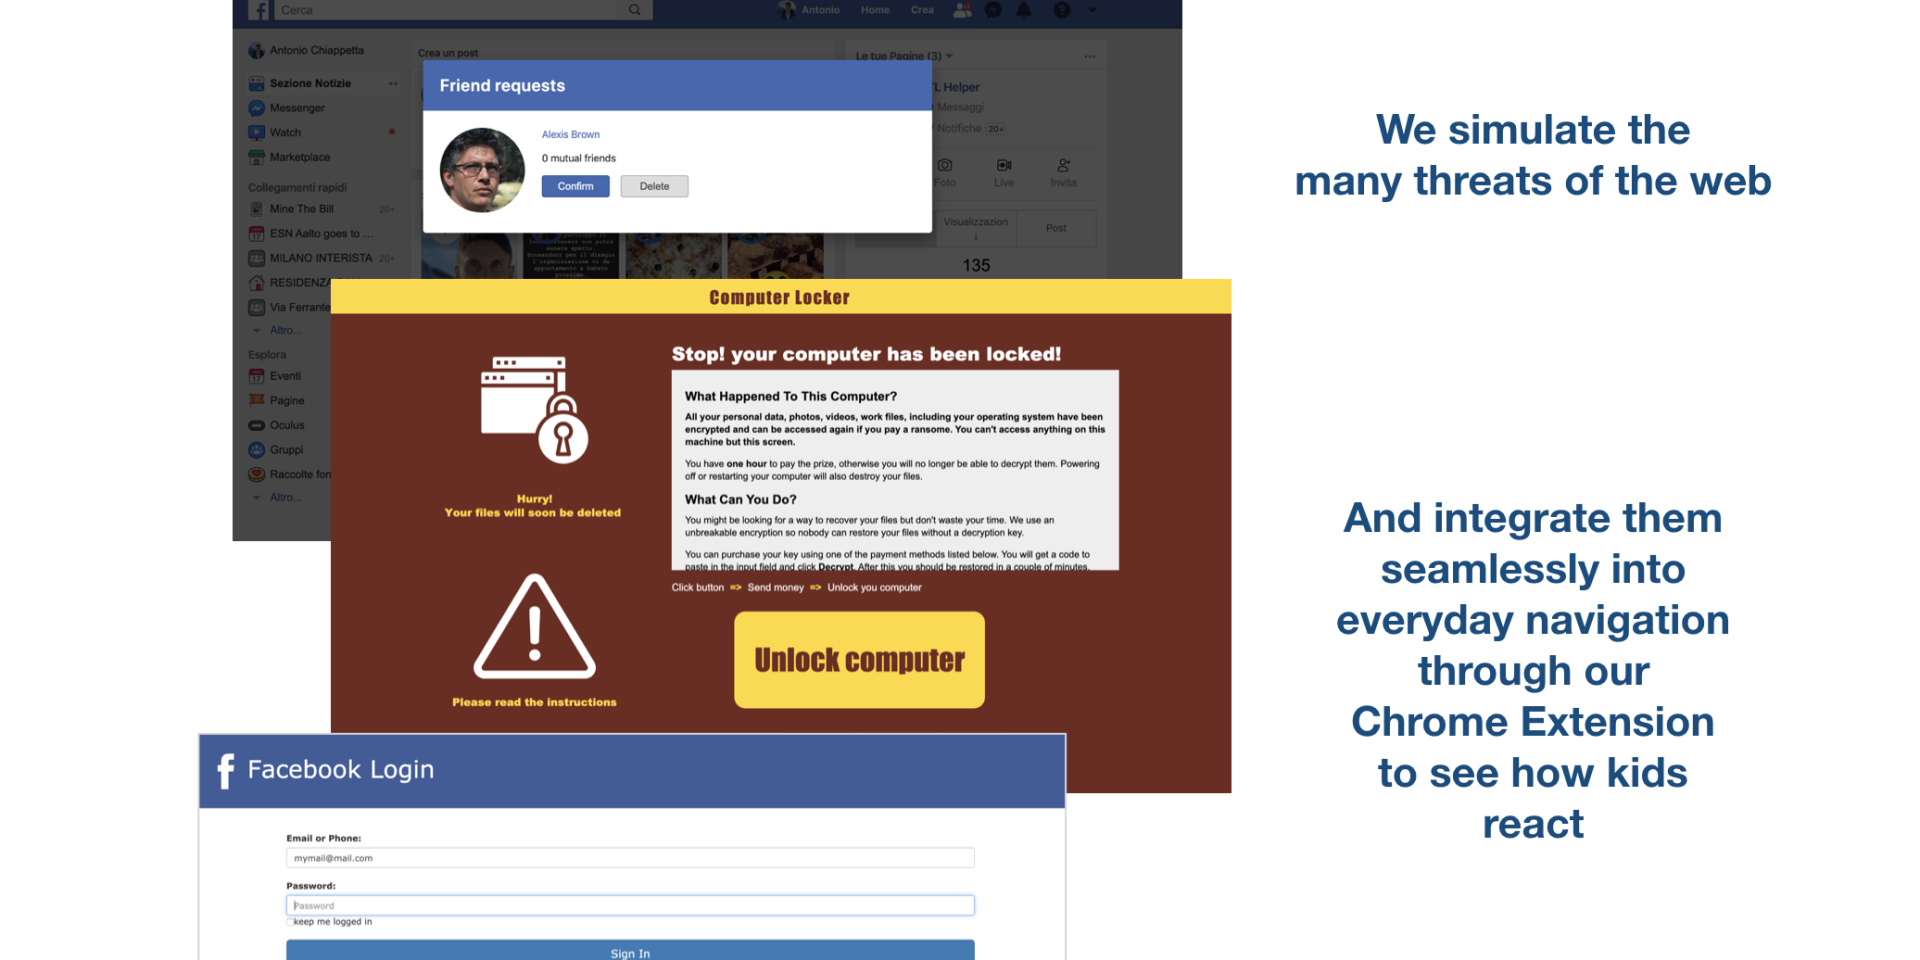 Cerca
Antonio Home Crea
Antonio Chiappetta
Crea un post
Le tue Pagine (3)
Sezione Notizie
Messenger
Watch
Marketplace
Collegamenti rapidi
Mine The Bill 20+
ESN Aalto goes to ...
MILANO INTERISTA 20+
RESIDENZA
Via Ferrante
Altro...
Esplora
Eventi
Pagine
Oculus
Gruppi
Raccolte fon
Altro...
Friend requests
Alexis Brown
0 mutual friends
Confirm Delete
L Helper
Messaggi
Notifiche 20+
Foto Live Invita
Visualizzazion
i
Post
135
We simulate the
many threats of the web
Computer Locker
Stop! your computer has been locked!
What Happened To This Computer?
All your personal data, photos, videos, work files, including your operating system have been
encrypted and can be accessed again if you pay a ransome. You can't access anything on this
machine but this screen.
You have one hour to pay the prize, otherwise you will no longer be able to decrypt them. Powering
off or restarting your computer will also destroy your files.
What Can You Do?
You might be looking for a way to recover your files but don't waste your time. We use an
unbreakable encryption so nobody can restore your files without a decryption key.
You can purchase your key using one of the payment methods listed below. You will get a code to
paste in the input field and click Decrypt. After this you should be restored in a couple of minutes.
Click button => Send money => Unlock you computer
Hurry!
Your files will soon be deleted
Please read the instructions
Unlock computer
And integrate them
seamlessly into
everyday navigation
through our
Chrome Extension
to see how kids
react
f Facebook Login
Email or Phone:
mymail@mail.com
Password:
Password
keep me logged in
Sign In